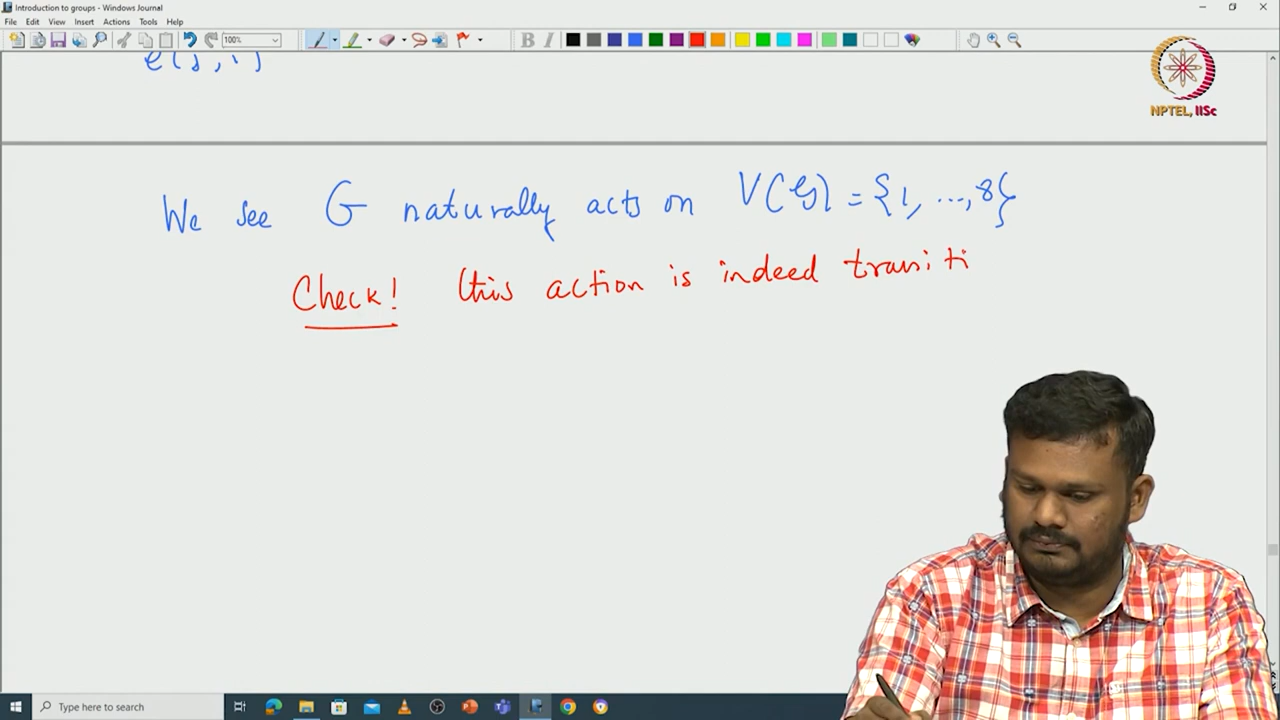 Introduction to groups - Windows Journal
File Edit View Insert Actions Tools Help
100%
B I
NPTEL, IISc
e(j, i)
We see G naturally acts on V(G) = {1, ..., 8}
Check! this action is indeed transiti
Type here to search